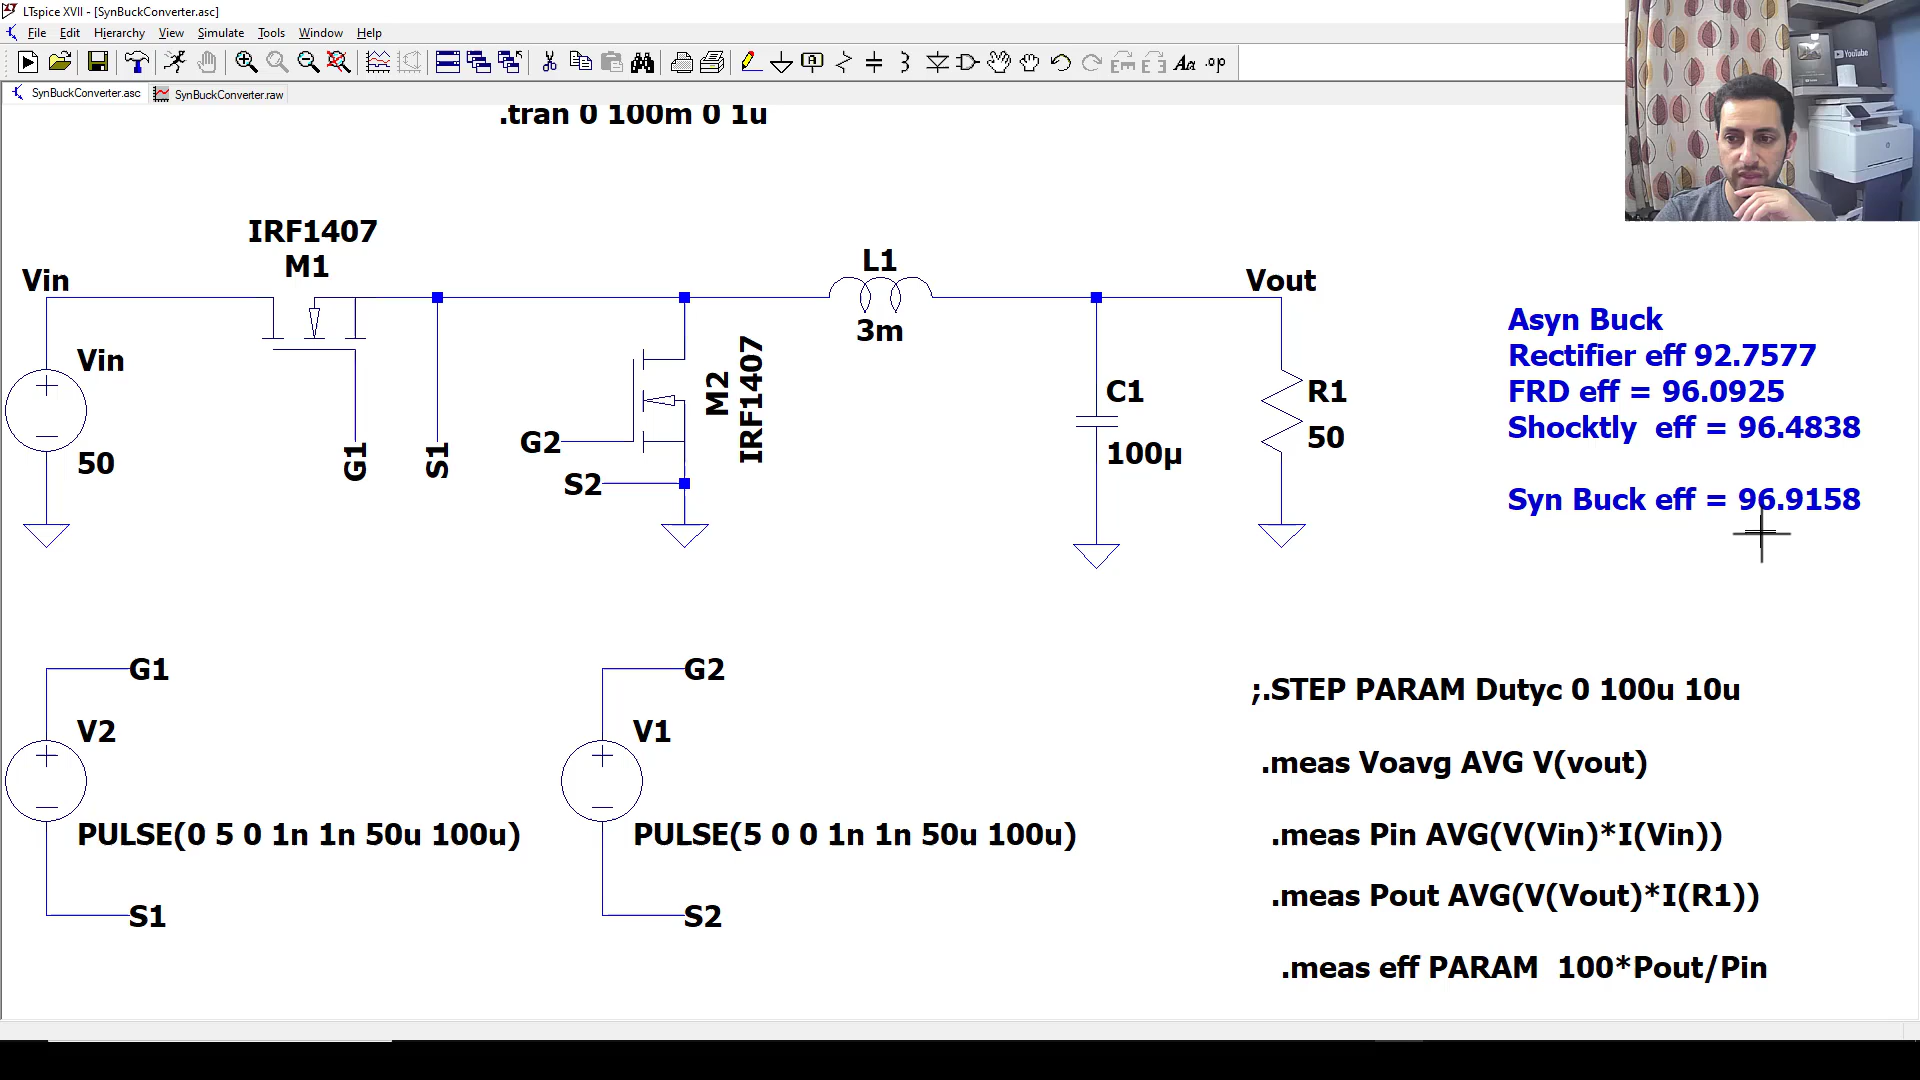 LTspice XVII - [SynBuckConverter.asc]
File Edit Hierarchy View Simulate Tools Window Help
.op
SynBuckConverter.asc SynBuckConverter.raw
YouTube
.tran 0 100m 0 1u
IRF1407
M1
Vin
Vin
50
G1
S1
G2
S2
M2
IRF1407
L1
3m
C1
100µ
Vout
R1
50
Asyn Buck
Rectifier eff 92.7577
FRD eff = 96.0925
Shocktly eff = 96.4838
Syn Buck eff = 96.9158
G1
V2
PULSE(0 5 0 1n 1n 50u 100u)
S1
G2
V1
PULSE(5 0 0 1n 1n 50u 100u)
S2
;.STEP PARAM Dutyc 0 100u 10u
.meas Voavg AVG V(vout)
.meas Pin AVG(V(Vin)*I(Vin))
.meas Pout AVG(V(Vout)*I(R1))
.meas eff PARAM 100*Pout/Pin